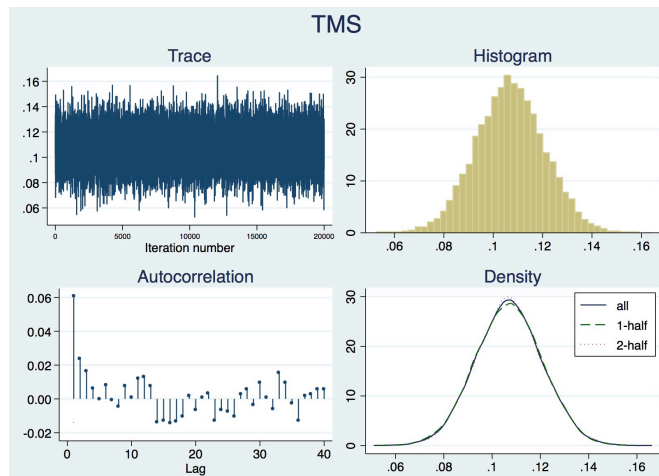 TMS
Trace
.16
.14
.12
.1
.08
.06
0 5000 10000 15000 20000
Iteration number
Histogram
30
20
10
0
.06 .08 .1 .12 .14 .16
Autocorrelation
0.06
0.04
0.02
0.00
-0.02
0 10 20 30 40
Lag
Density
30
20
10
0
all
1-half
2-half
.06 .08 .1 .12 .14 .16